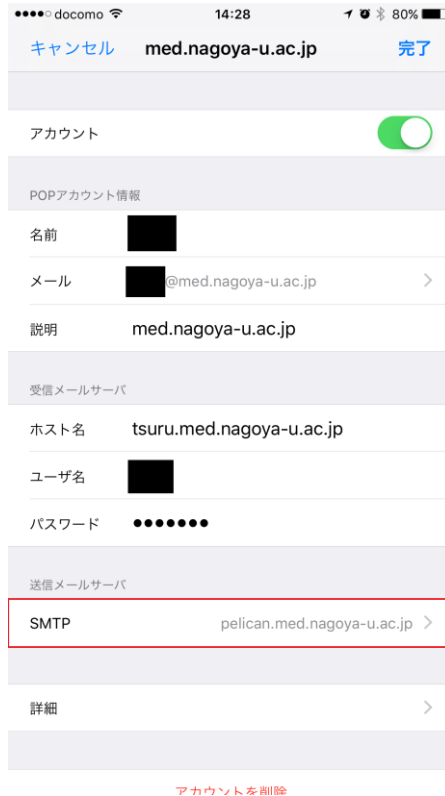 docomo 14:28 80%
キャンセル med.nagoya-u.ac.jp 完了
アカウント
POPアカウント情報
名前
メール @med.nagoya-u.ac.jp
説明 med.nagoya-u.ac.jp
受信メールサーバ
ホスト名 tsuru.med.nagoya-u.ac.jp
ユーザ名
パスワード ●●●●●●●
送信メールサーバ
SMTP pelican.med.nagoya-u.ac.jp
詳細
アカウントを削除